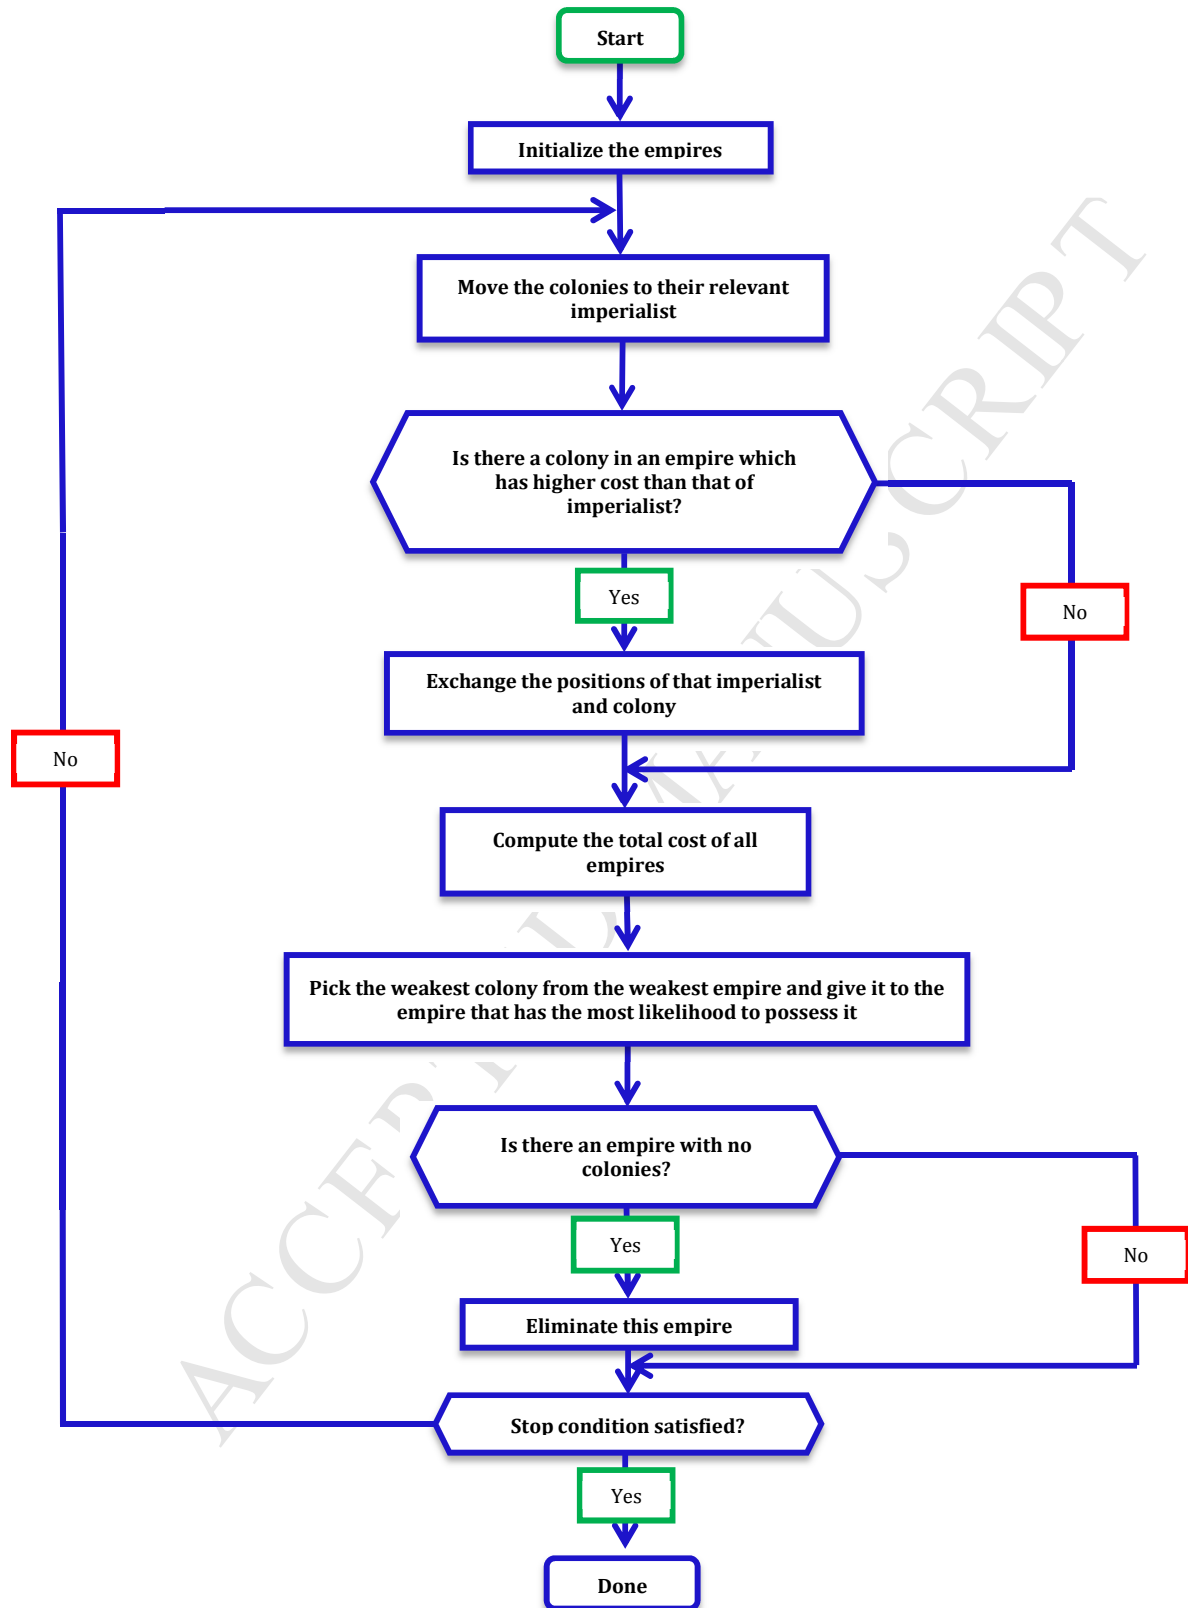 Start
Initialize the empires
Move the colonies to their relevant
imperialist
Is there a colony in an empire which
has higher cost than that of
imperialist?
Yes
No
Exchange the positions of that imperialist
and colony
No
Compute the total cost of all
empires
Pick the weakest colony from the weakest empire and give it to the
empire that has the most likelihood to possess it
Is there an empire with no
colonies?
Yes
No
Eliminate this empire
Stop condition satisfied?
Yes
Done